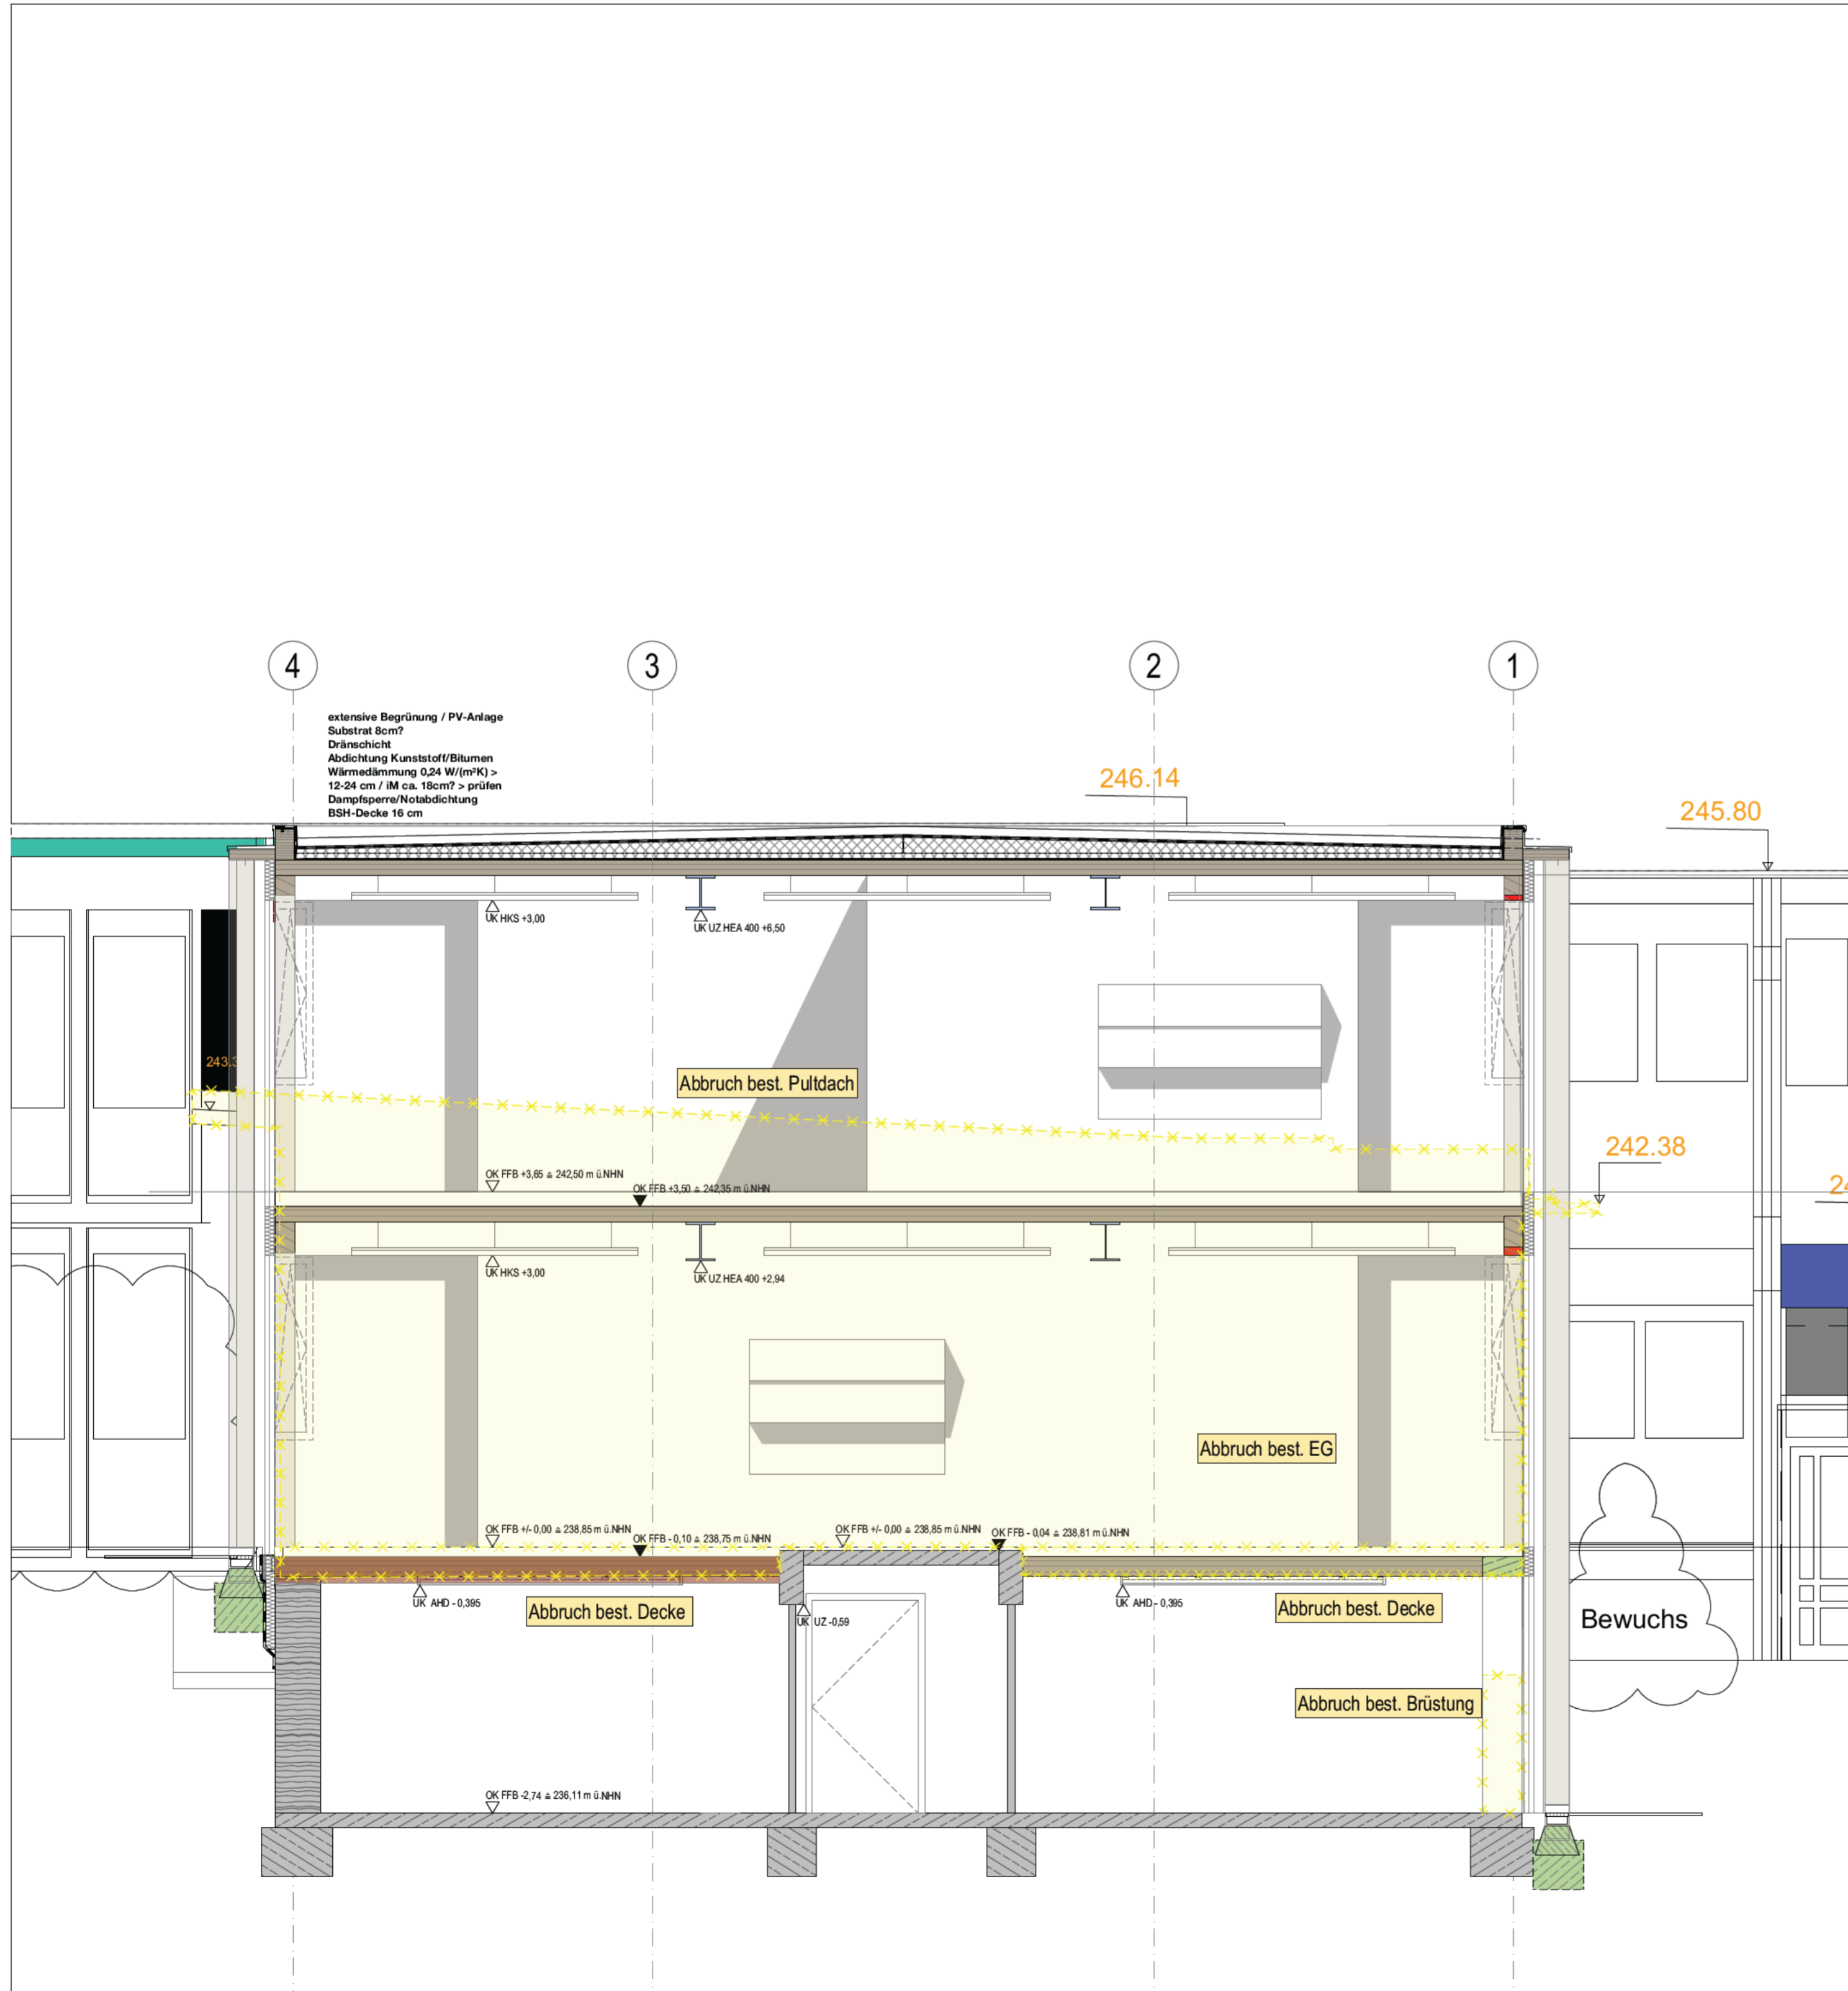 4
3
2
1
extensive Begrünung / PV-Anlage
Substrat 8cm?
Dränschicht
Abdichtung Kunststoff/Bitumen
Wärmedämmung 0,24 W/(m²K) >
12-24 cm / iM ca. 18cm? > prüfen
Dampfsperre/Notabdichtung
BSH-Decke 16 cm
246.14
245.80
UK HKS +3,00
UK UZ HEA 400 +6,50
243.3
Abbruch best. Pultdach
242.38
OK FFB +3,65 ≙ 242,50 m ü.NHN
OK FFB +3,50 ≙ 242,35 m ü.NHN
24
UK HKS +3,00
UK UZ HEA 400 +2,94
Abbruch best. EG
OK FFB +/- 0,00 ≙ 238,85 m ü.NHN
OK FFB - 0,10 ≙ 238,75 m ü.NHN
OK FFB +/- 0,00 ≙ 238,85 m ü.NHN
OK FFB - 0,04 ≙ 238,81 m ü.NHN
UK AHD - 0,395
Abbruch best. Decke
UK UZ -0,59
UK AHD - 0,395
Abbruch best. Decke
Bewuchs
Abbruch best. Brüstung
OK FFB -2,74 ≙ 236,11 m ü.NHN